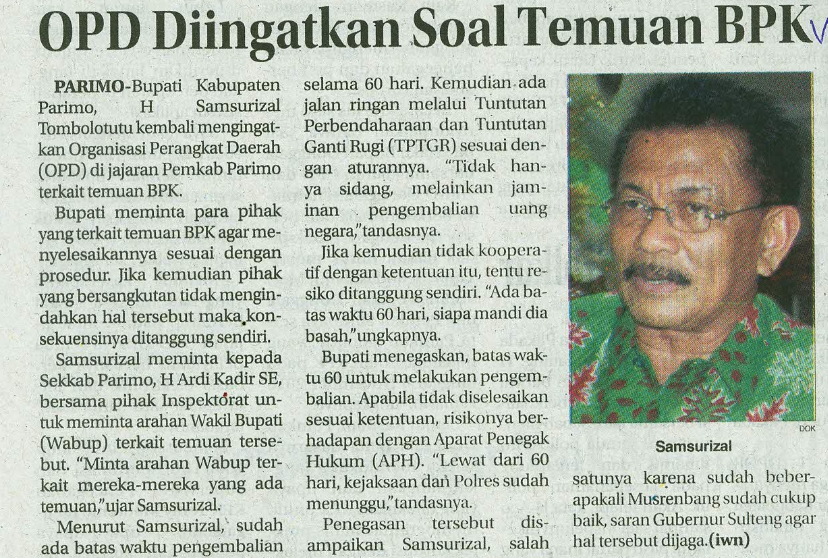 OPD Diingatkan Soal Temuan BPK
PARIMO-Bupati Kabupaten
Parimo, H Samsurizal
Tombolotutu kembali mengingat-
kan Organisasi Perangkat Daerah
(OPD) di jajaran Pemkab Parimo
terkait temuan BPK.
Bupati meminta para pihak
yang terkait temuan BPK agar me-
nyelesaikannya sesuai dengan
prosedur. Jika kemudian pihak
yang bersangkutan tidak mengin-
dahkan hal tersebut maka kon-
sekuensinya ditanggung sendiri.
Samsurizal meminta kepada
Sekkab Parimo, H Ardi Kadir SE,
bersama pihak Inspektorat un-
tuk meminta arahan Wakil Bupati
(Wabup) terkait temuan terse-
but. “Minta arahan Wabup ter-
kait mereka-mereka yang ada
temuan,”ujar Samsurizal.
Menurut Samsurizal, sudah
ada batas waktu pengembalian
selama 60 hari. Kemudian ada
jalan ringan melalui Tuntutan
Perbendaharaan dan Tuntutan
Ganti Rugi (TPTGR) sesuai den-
gan aturannya. “Tidak han-
ya sidang, melainkan jam-
inan pengembalian uang
negara,”tandasnya.
Jika kemudian tidak koopera-
tif dengan ketentuan itu, tentu re-
siko ditanggung sendiri. “Ada ba-
tas waktu 60 hari, siapa mandi dia
basah,”ungkapnya.
Bupati menegaskan, batas wak-
tu 60 untuk melakukan pengem-
balian. Apabila tidak diselesaikan
sesuai ketentuan, risikonya ber-
hadapan dengan Aparat Penegak
Hukum (APH). “Lewat dari 60
hari, kejaksaan dan Polres sudah
menunggu,”tandasnya.
Penegasan tersebut dis-
ampaikan Samsurizal, salah
DOK
Samsurizal
satunya karena sudah beber-
apakali Musrenbang sudah cukup
baik, saran Gubernur Sulteng agar
hal tersebut dijaga.(iwn)